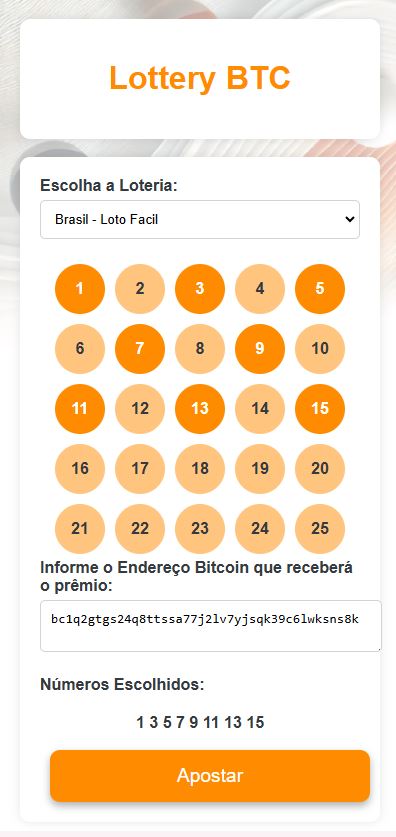 Lottery BTC
Escolha a Loteria:
Brasil - Loto Facil
1 2 3 4 5
6 7 8 9 10
11 12 13 14 15
16 17 18 19 20
21 22 23 24 25
Informe o Endereço Bitcoin que receberá
o prêmio:
bc1q2gtgs24q8ttssa77j2lv7yjsqk39c6lwksns8k
Números Escolhidos:
1 3 5 7 9 11 13 15
Apostar